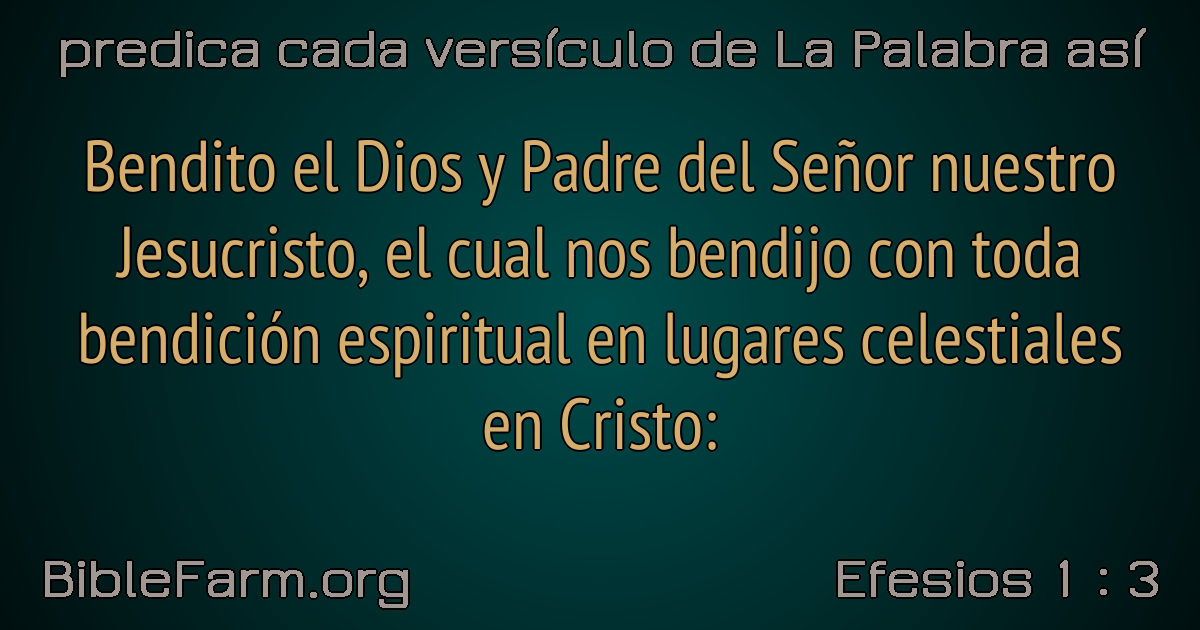 predica cada versículo de La Palabra así
Bendito el Dios y Padre del Señor nuestro
Jesucristo, el cual nos bendijo con toda
bendición espiritual en lugares celestiales
en Cristo:
BibleFarm.org
Efesios 1 : 3